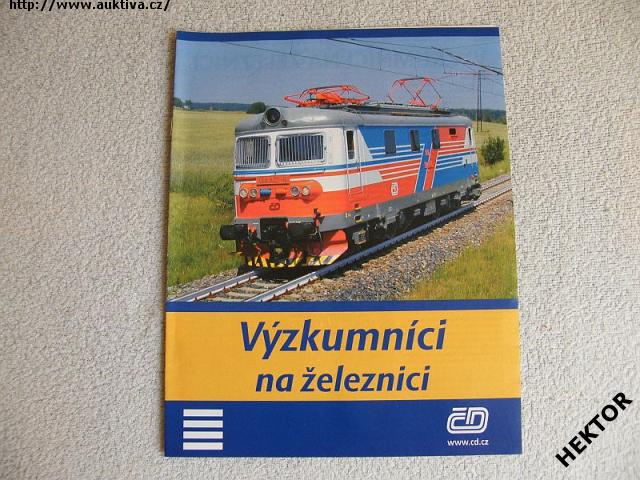 http://www.auktiva.cz/
Výzkumníci
na železnici
ČD
www.cd.cz
HEKTOR